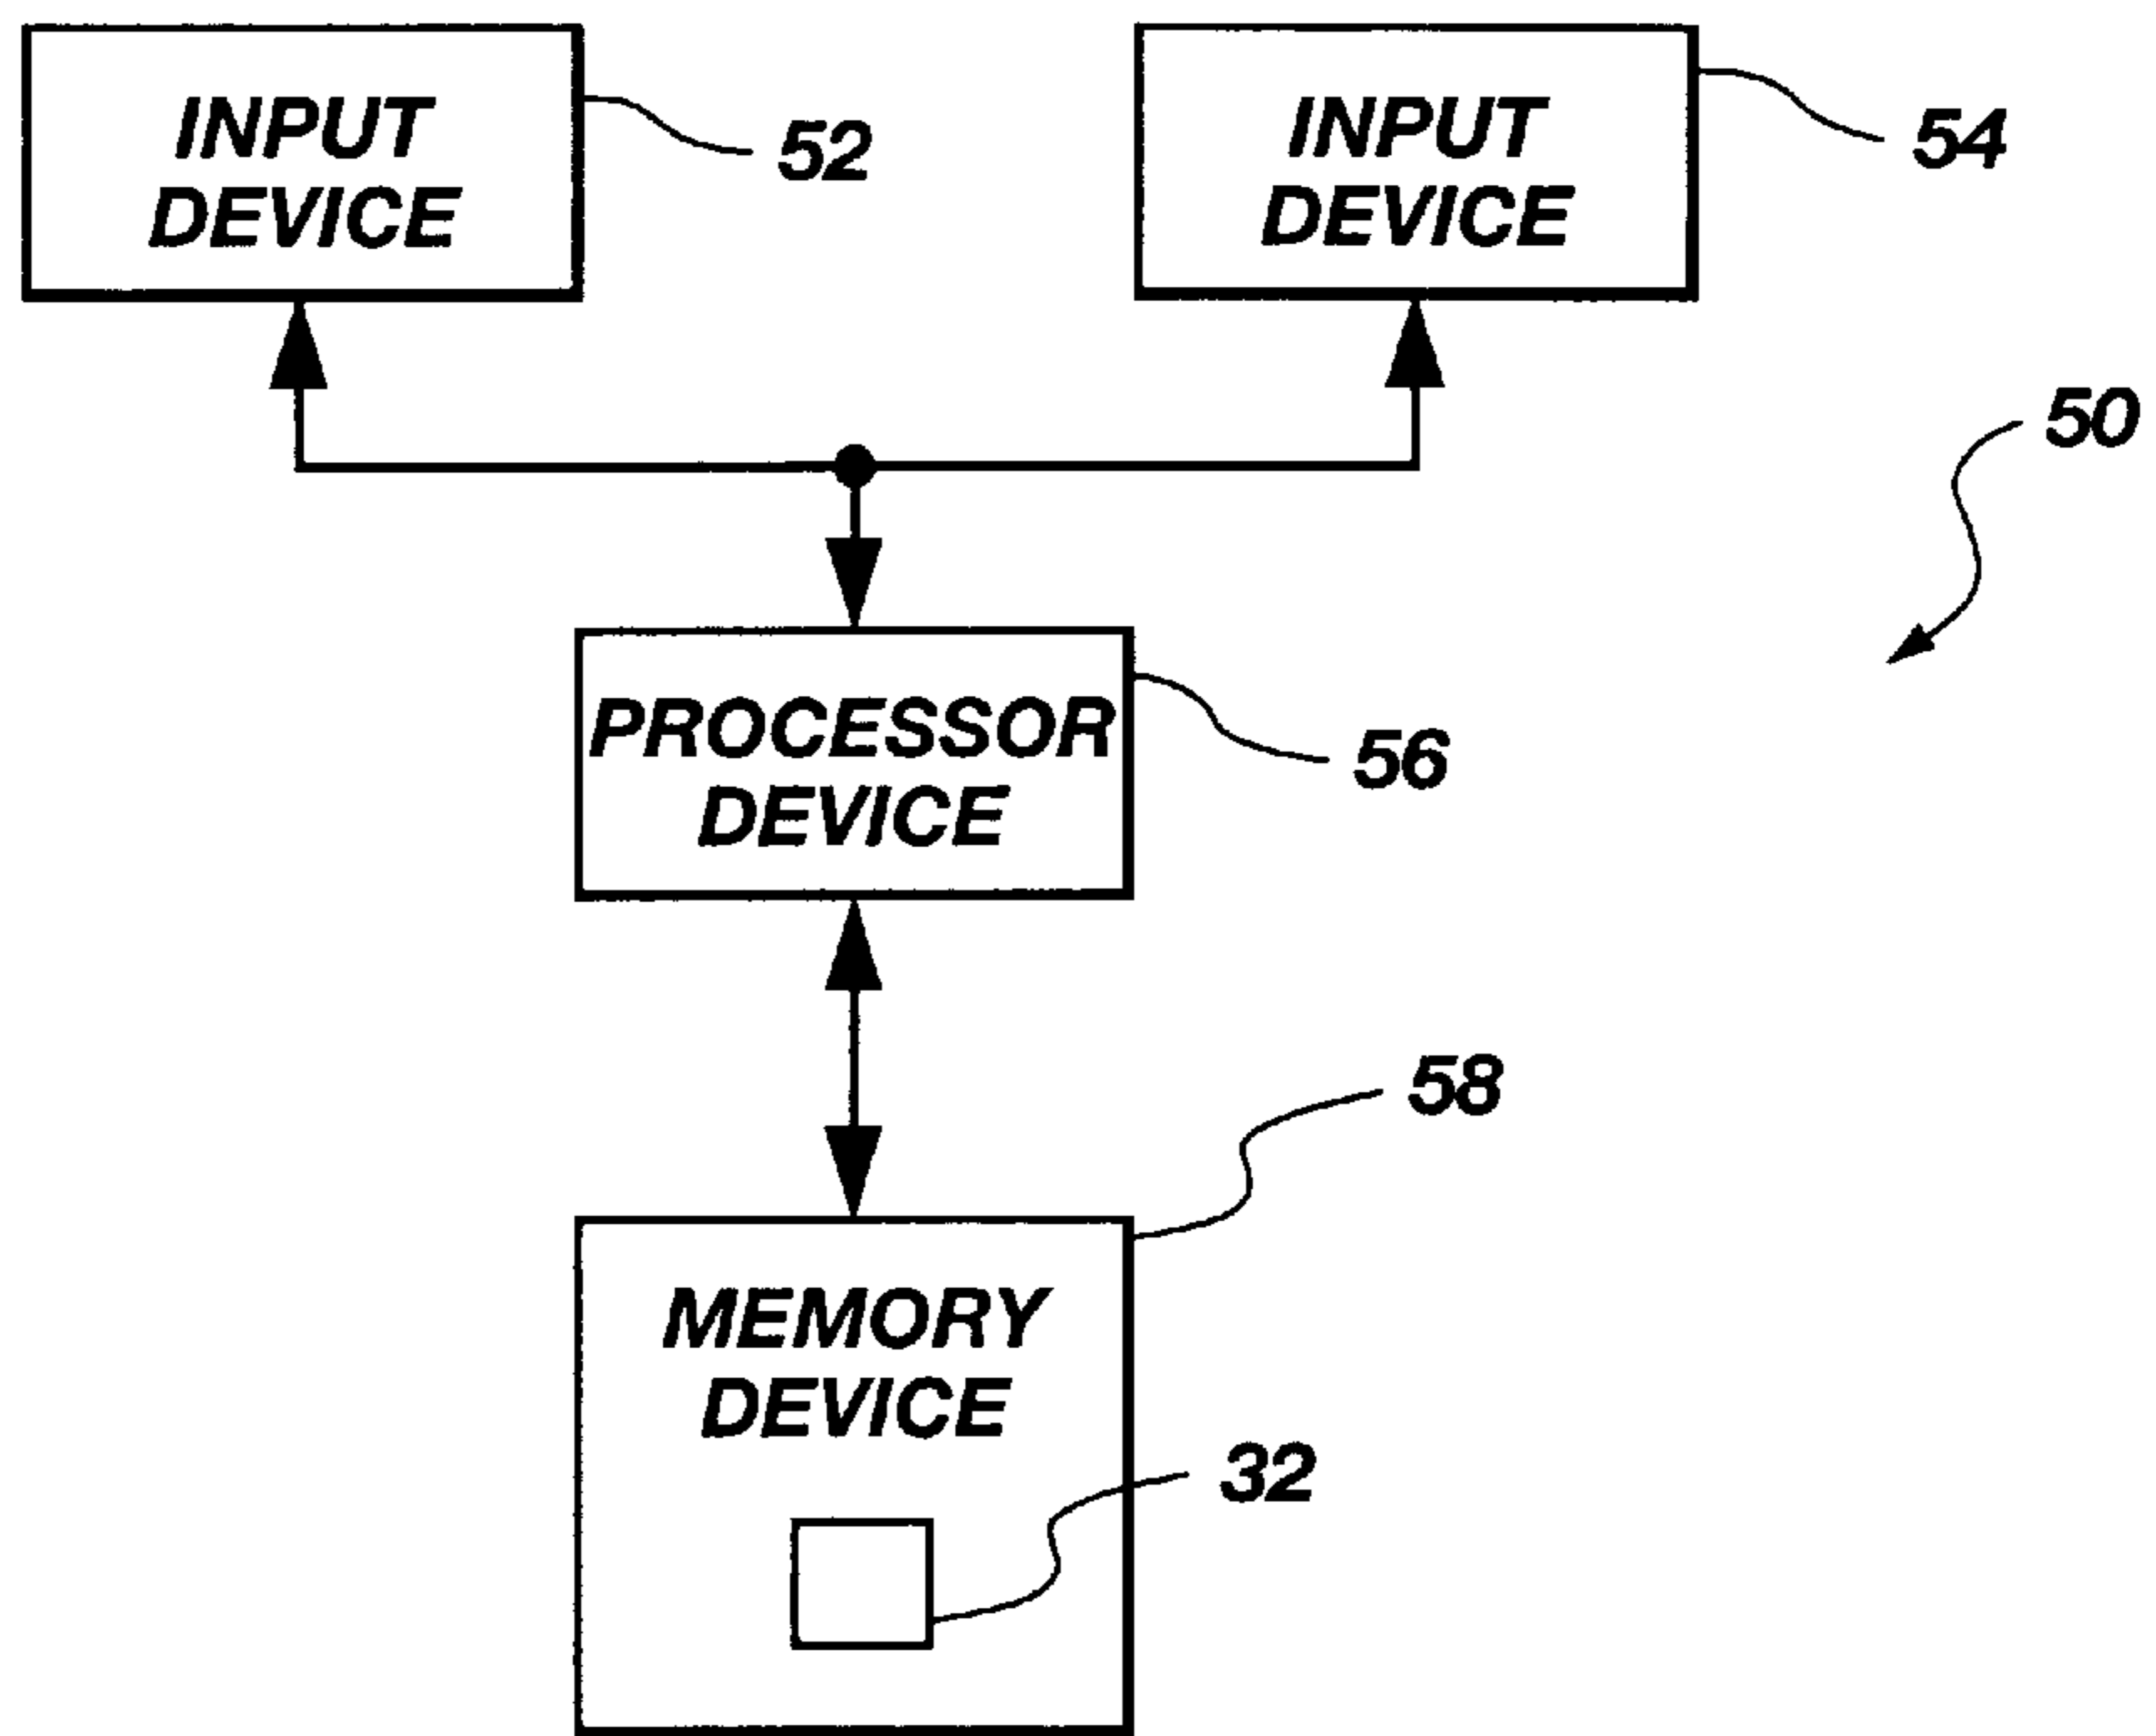 INPUT
DEVICE
52
INPUT
DEVICE
54
50
PROCESSOR
DEVICE
56
58
MEMORY
DEVICE
32